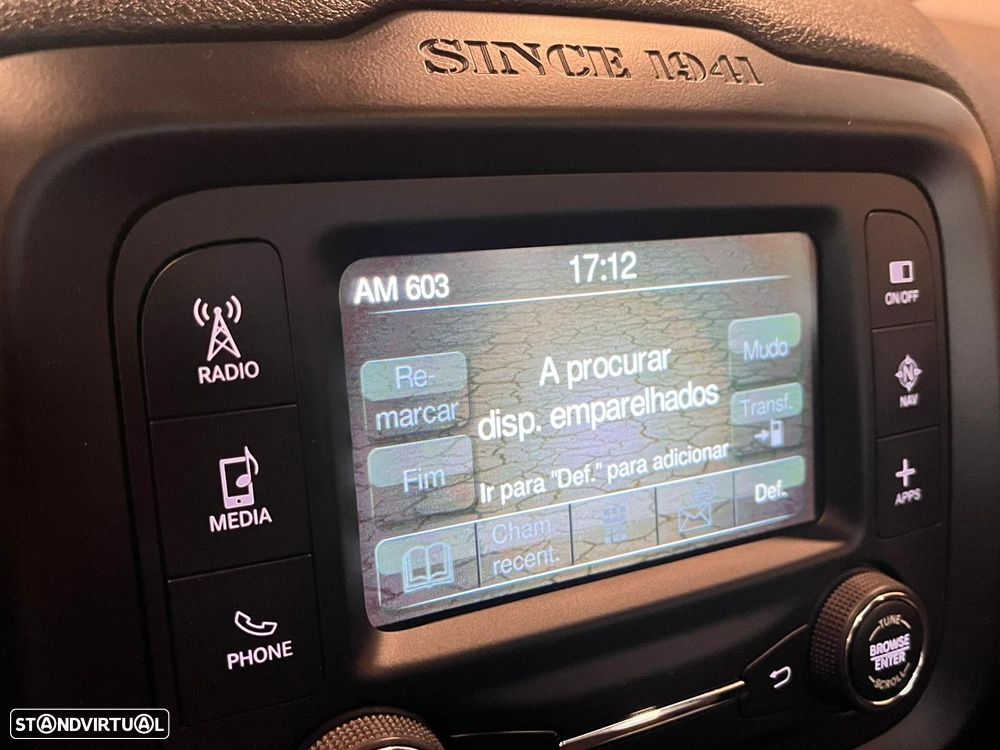 SINCE 1941
AM 603
17:12
ON/OFF
RADIO
Re-
marcar
A procurar
disp. emparelhados
Mudo
NAV
Transf.
MEDIA
Fim
Ir para "Def." para adicionar
APPS
Cham.
recent.
Def.
PHONE
TUNE
BROWSE
ENTER
SCROLL
STANDVIRTUAL